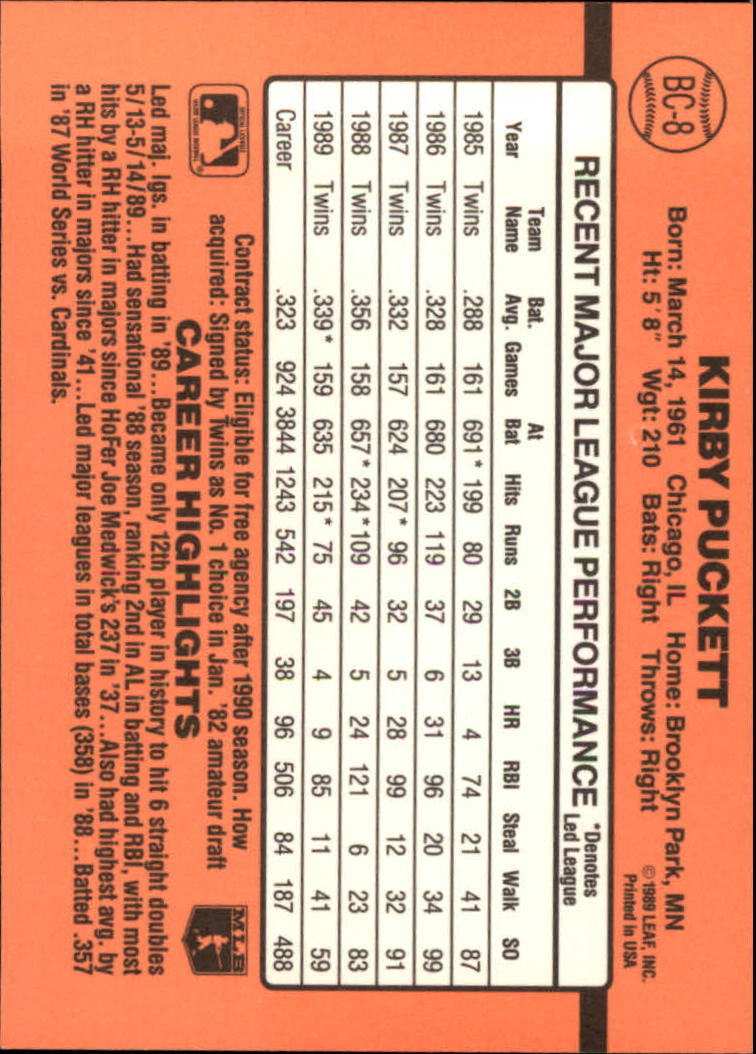 BC-8
KIRBY PUCKETT
Born: March 14, 1961 Chicago, IL Home: Brooklyn Park, MN
Ht: 5'8" Wgt: 210 Bats: Right Throws: Right
© 1989 LEAF, INC.
Printed in USA
RECENT MAJOR LEAGUE PERFORMANCE *Denotes Led League
Year Team Name Bat. Avg. Games At Bat Hits Runs 2B 3B HR RBI Steal Walk SO
1985 Twins .288 161 691* 199 80 29 13 4 74 21 41 87
1986 Twins .328 161 680 223 119 37 6 31 96 20 34 99
1987 Twins .332 157 624 207* 96 32 5 28 99 12 32 91
1988 Twins .356 158 657* 234* 109 42 5 24 121 6 23 83
1989 Twins .339* 159 635 215* 75 45 4 9 85 11 41 59
Career .323 924 3844 1243 542 197 38 96 506 84 187 488
Contract status: Eligible for free agency after 1990 season. How
acquired: Signed by Twins as No. 1 choice in Jan. '82 amateur draft
MLB
CAREER HIGHLIGHTS
Led maj. lgs. in batting in '89...Became only 12th player in history to hit 6 straight doubles
5/13-5/14/89...Had sensational '88 season, ranking 2nd in AL in batting and RBI, with most
hits by a RH hitter in majors since HoFer Joe Medwick's 237 in '37...Also had highest avg. by
a RH hitter in majors since '41...Led major leagues in total bases (358) in '88...Batted .357
in '87 World Series vs. Cardinals.